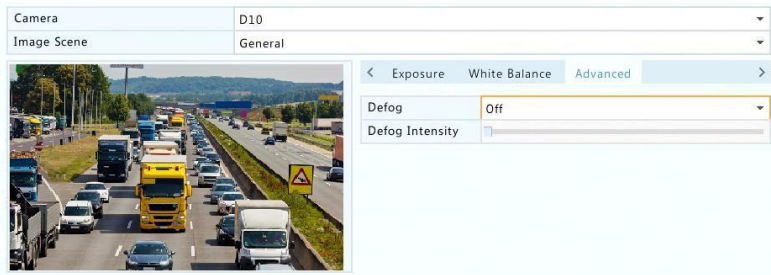 Camera D10
Image Scene General
Exposure White Balance Advanced
Defog Off
Defog Intensity